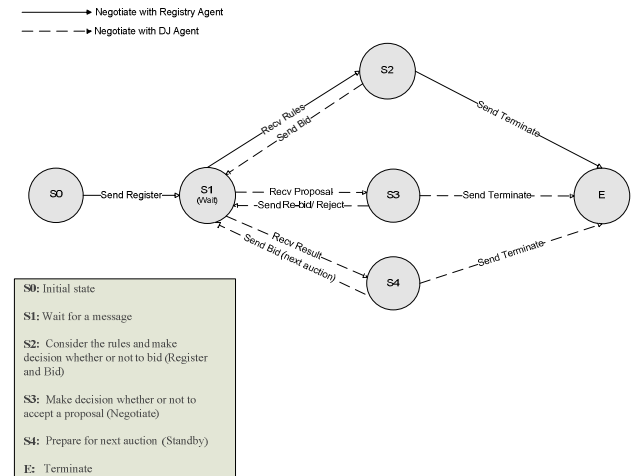 Negotiate with Registry Agent
Negotiate with DJ Agent
S2
Recv Rules
Send Bid
Send Terminate
S0
Send Register
S1
(Wait)
Recv Proposal
Send Re-bid/ Reject
S3
Send Terminate
E
Recv Result
Send Bid (next auction)
S4
Send Terminate
S0: Initial state
S1: Wait for a message
S2: Consider the rules and make
decision whether or not to bid (Register
and Bid)
S3: Make decision whether or not to
accept a proposal (Negotiate)
S4: Prepare for next auction (Standby)
E: Terminate